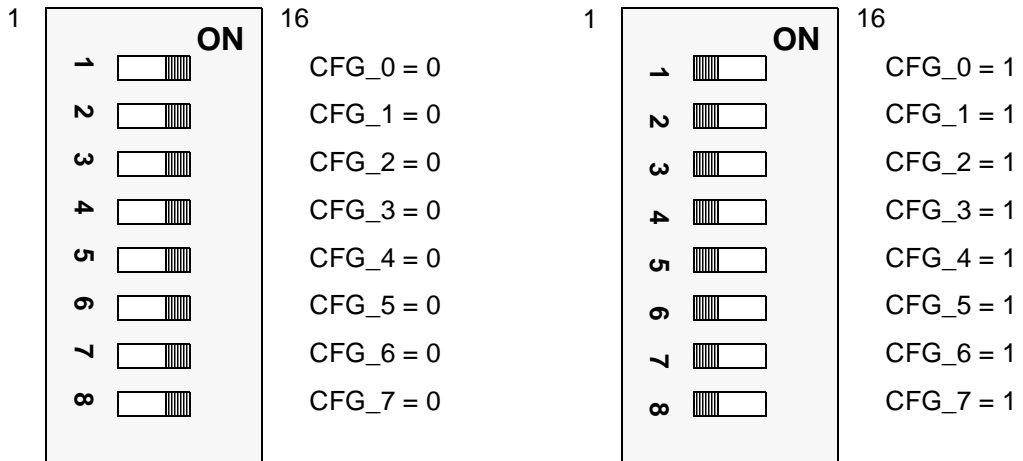 1 16
ON
1 CFG_0 = 0
2 CFG_1 = 0
3 CFG_2 = 0
4 CFG_3 = 0
5 CFG_4 = 0
6 CFG_5 = 0
7 CFG_6 = 0
8 CFG_7 = 0
1 16
ON
1 CFG_0 = 1
2 CFG_1 = 1
3 CFG_2 = 1
4 CFG_3 = 1
5 CFG_4 = 1
6 CFG_5 = 1
7 CFG_6 = 1
8 CFG_7 = 1